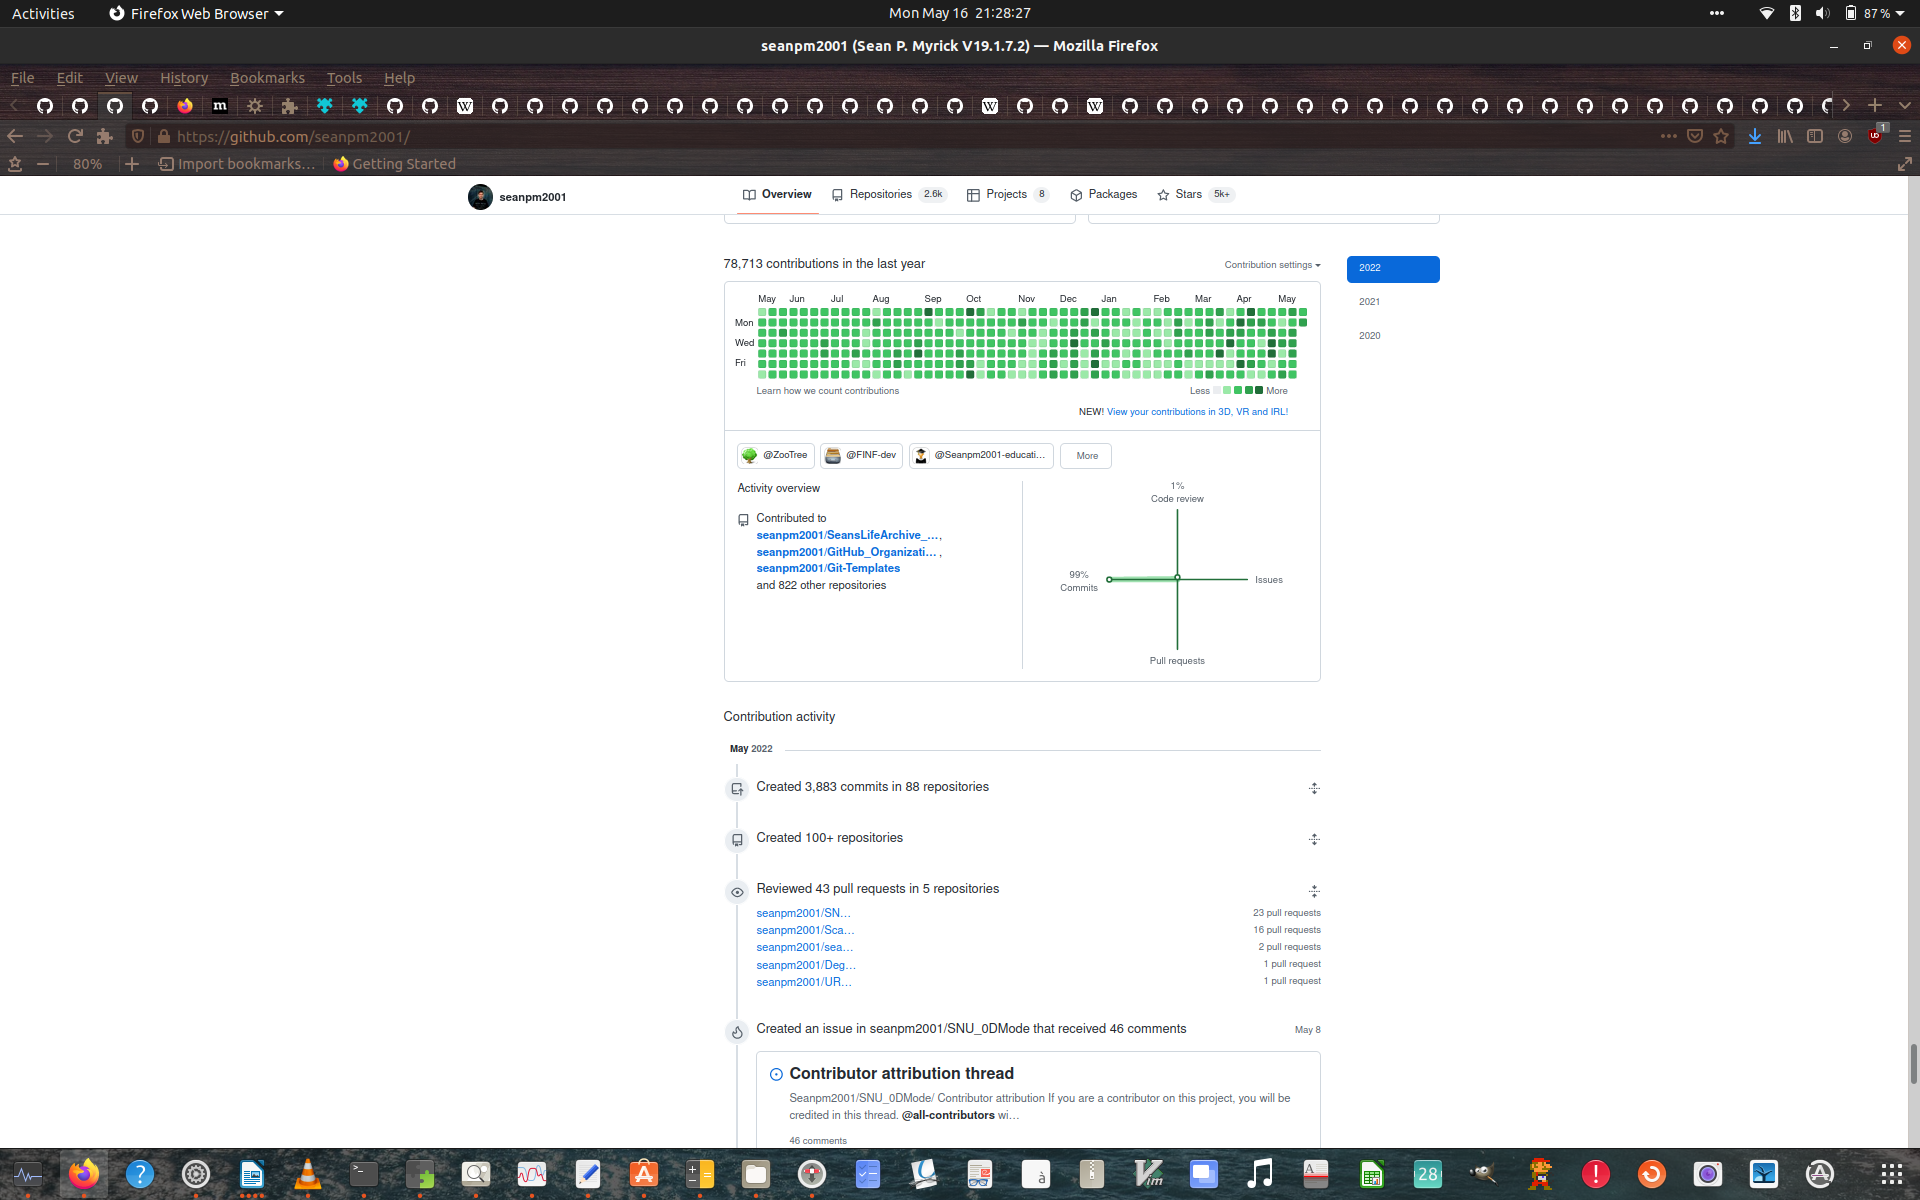 Activities
Firefox Web Browser
Mon May 16 21:28:27
87 %
seanpm2001 (Sean P. Myrick V19.1.7.2) — Mozilla Firefox
File Edit View History Bookmarks Tools Help
https://github.com/seanpm2001/
1
80%
Import bookmarks…
Getting Started
seanpm2001
Overview
Repositories 2.6k
Projects 8
Packages
Stars 5k+
78,713 contributions in the last year
Contribution settings
2022
2021
2020
May Jun Jul Aug Sep Oct Nov Dec Jan Feb Mar Apr May
Mon
Wed
Fri
Learn how we count contributions
Less More
NEW! View your contributions in 3D, VR and IRL!
@ZooTree
@FINF-dev
@Seanpm2001-educati…
More
Activity overview
Contributed to
seanpm2001/SeansLifeArchive_…,
seanpm2001/GitHub_Organizati… ,
seanpm2001/Git-Templates
and 822 other repositories
1%
Code review
99%
Commits
Issues
Pull requests
Contribution activity
May 2022
Created 3,883 commits in 88 repositories
Created 100+ repositories
Reviewed 43 pull requests in 5 repositories
seanpm2001/SN… 23 pull requests
seanpm2001/Sca… 16 pull requests
seanpm2001/sea… 2 pull requests
seanpm2001/Deg… 1 pull request
seanpm2001/UR… 1 pull request
Created an issue in seanpm2001/SNU_0DMode that received 46 comments
May 8
Contributor attribution thread
Seanpm2001/SNU_0DMode/ Contributor attribution If you are a contributor on this project, you will be
credited in this thread. @all-contributors wi…
46 comments
28